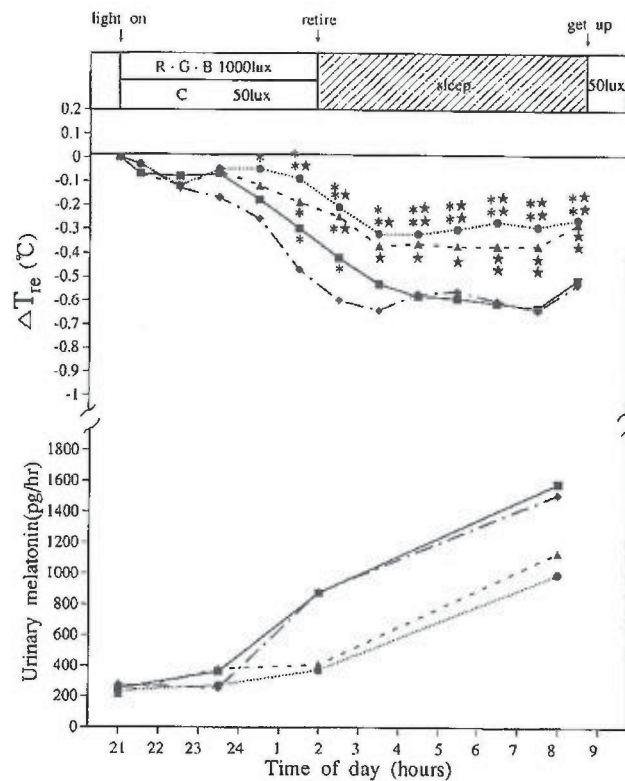 light on
retire
get up
R · G · B 1000lux
C 50lux
sleep
50lux
0.2
0.1
0
-0.1
-0.2
-0.3
-0.4
-0.5
-0.6
-0.7
-0.8
-0.9
-1
△Tre (℃)
1800
1600
1400
1200
1000
800
600
400
200
0
Urinary melatonin(pg/hr)
21 22 23 24 1 2 3 4 5 6 7 8 9
Time of day (hours)